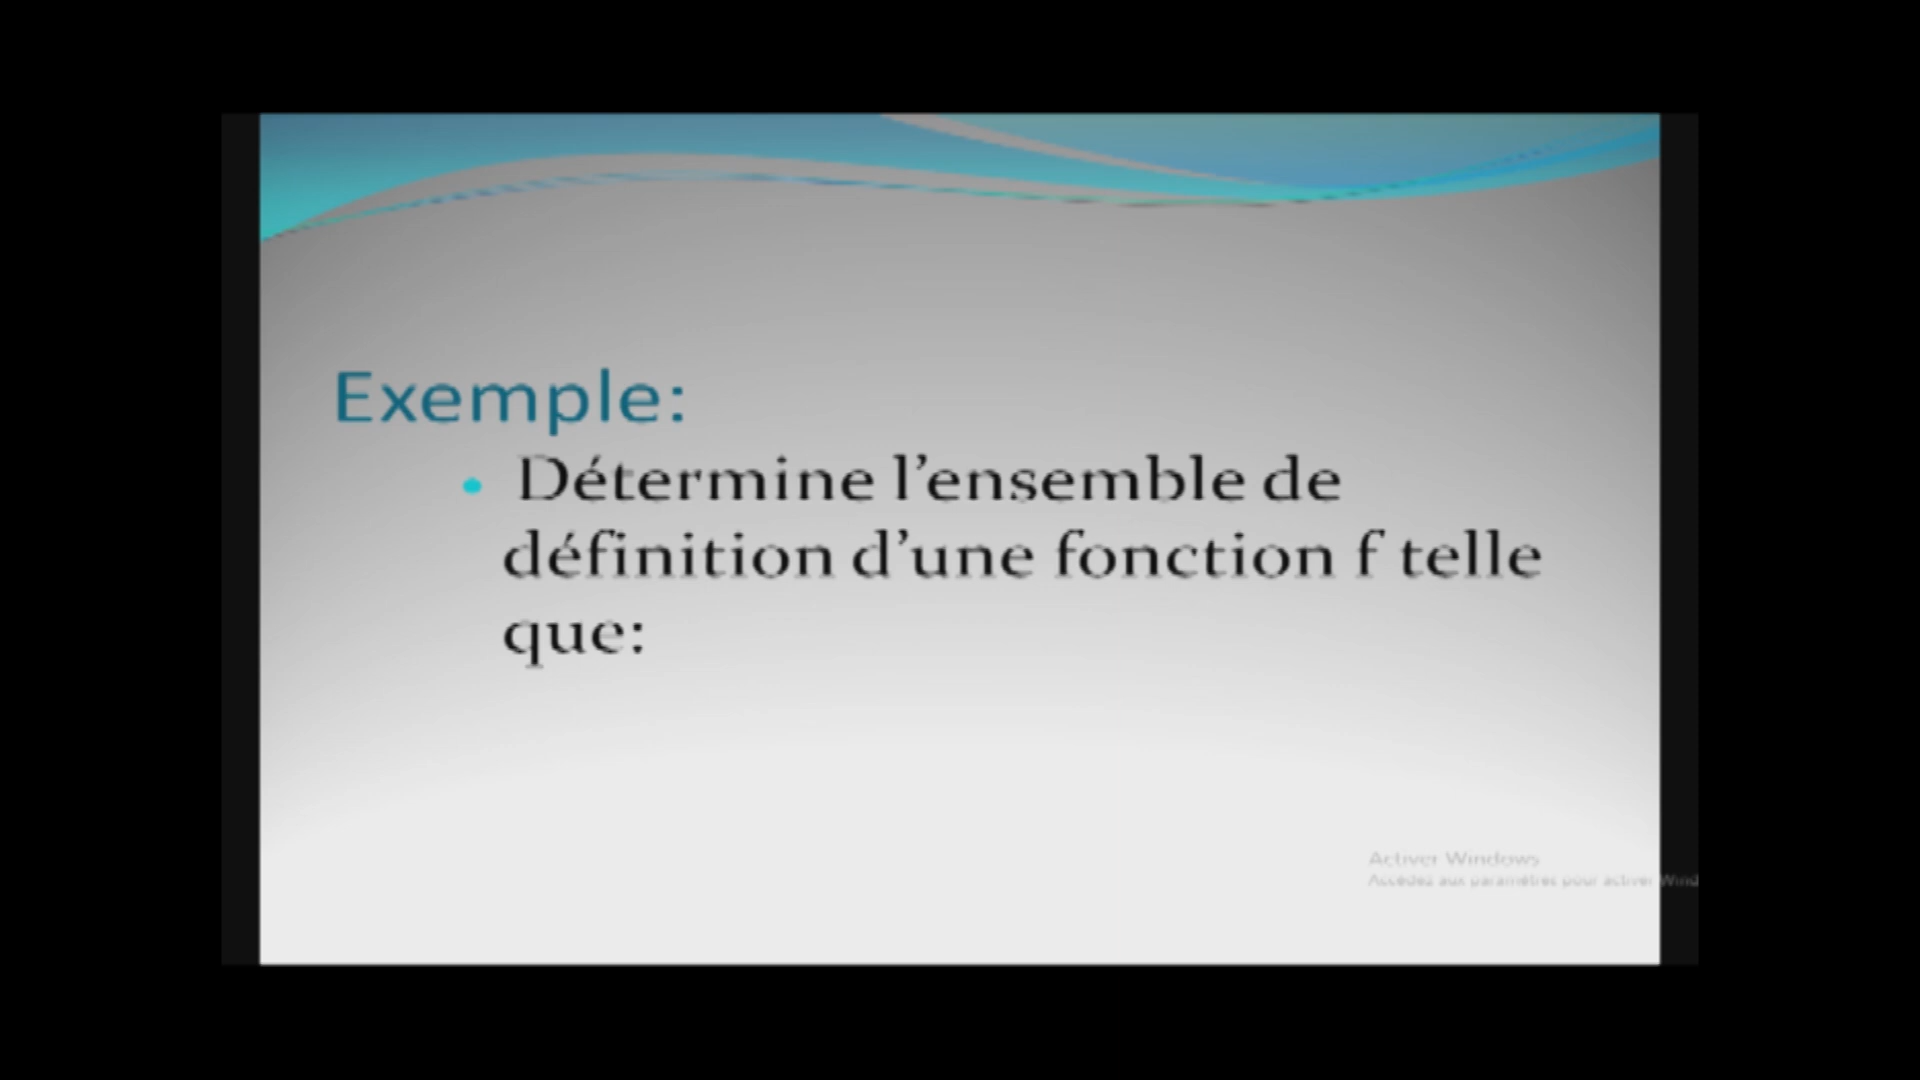 Exemple:
• Détermine l’ensemble de
définition d’une fonction f telle
que:
Activer Windows
Accédez aux paramètres pour activer Wind